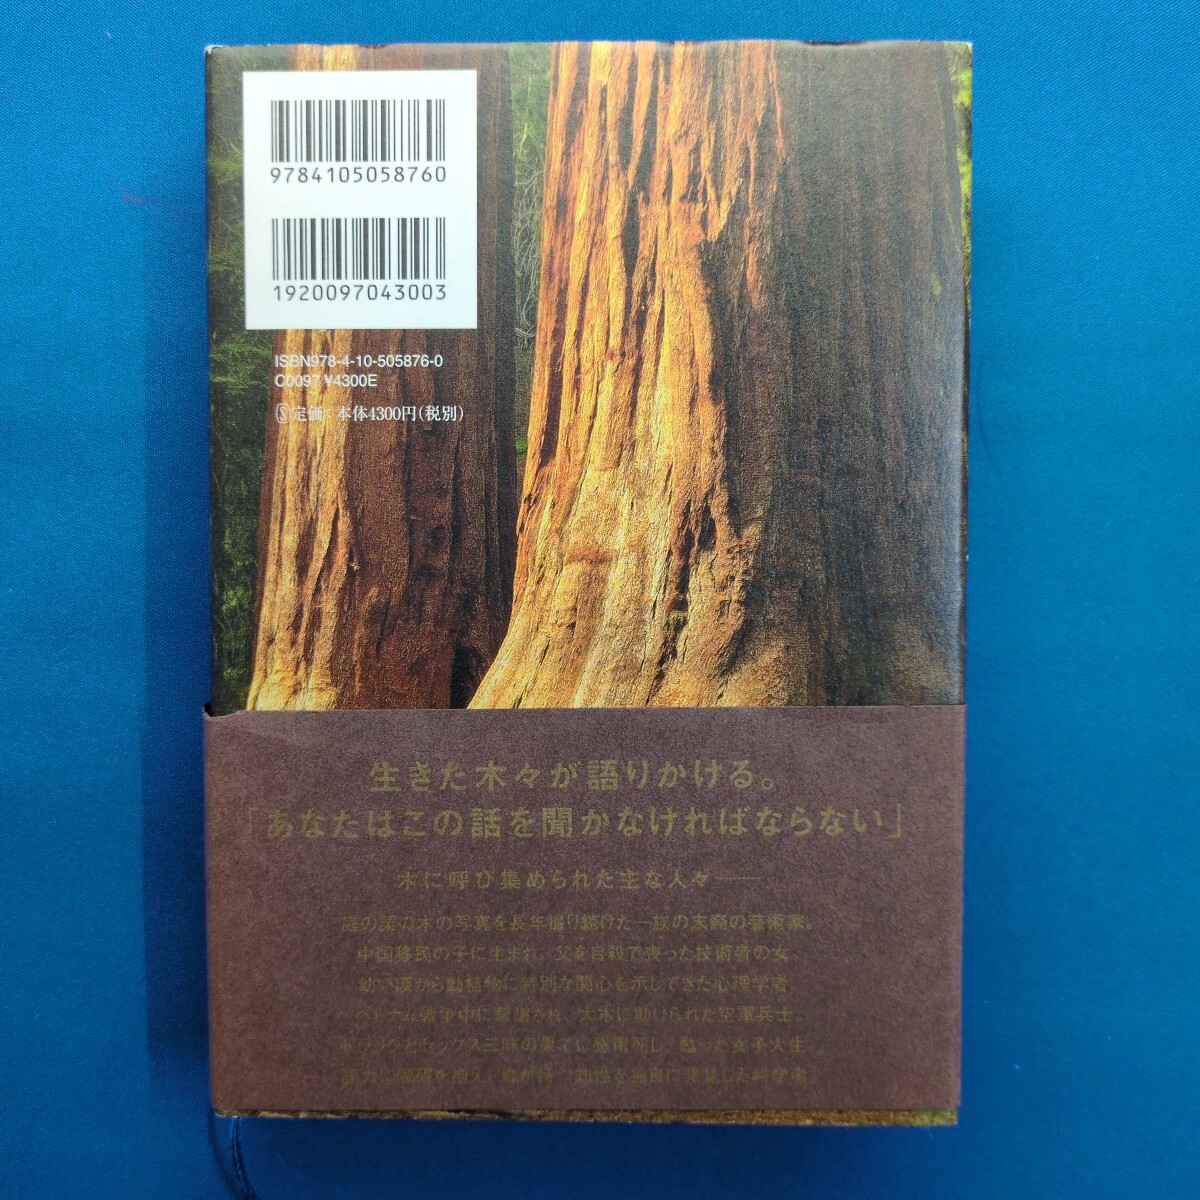 9784105058760
1920097043003
ISBN978-4-10-505876-0
C0097 ¥4300E
Ⓢ定価：本体4300円（税別）
生きた木々が語りかける。
「あなたはこの話を聞かなければならない」
木に呼び集められた主な人々——
庭の栗の木の写真を長年撮り続けた一族の末裔の芸術家。
中国移民の子に生まれ、父を自殺で喪った技術者の女。
幼い頃から動植物に特別な関心を示してきた心理学者。
ベトナム戦争中に撃墜され、大木に助けられた空軍兵士。
ドラッグとセックス三昧の果てに感電死し、甦った女子大生。
聴力に障碍を抱え、森が持つ知性を独自に発見した科学者。